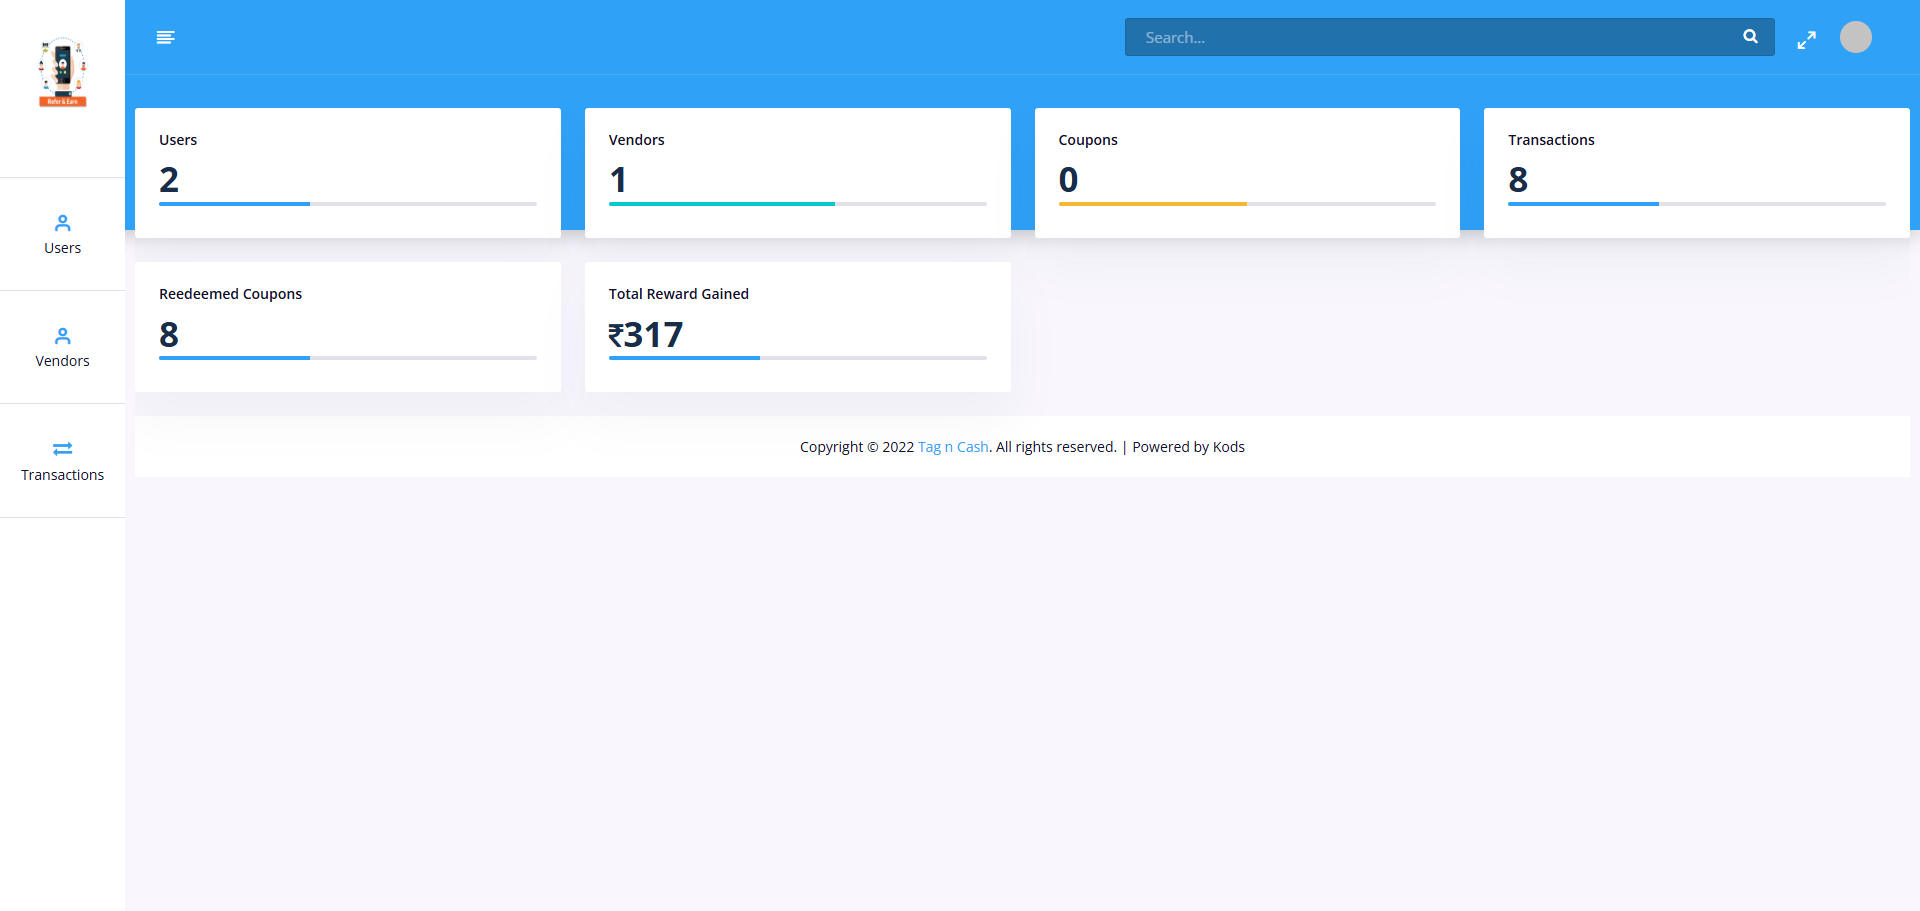 Refer & Earn
Search...
Users
2
Vendors
1
Coupons
0
Transactions
8
Users
Vendors
Transactions
Reedeemed Coupons
8
Total Reward Gained
₹317
Copyright © 2022 Tag n Cash. All rights reserved. | Powered by Kods